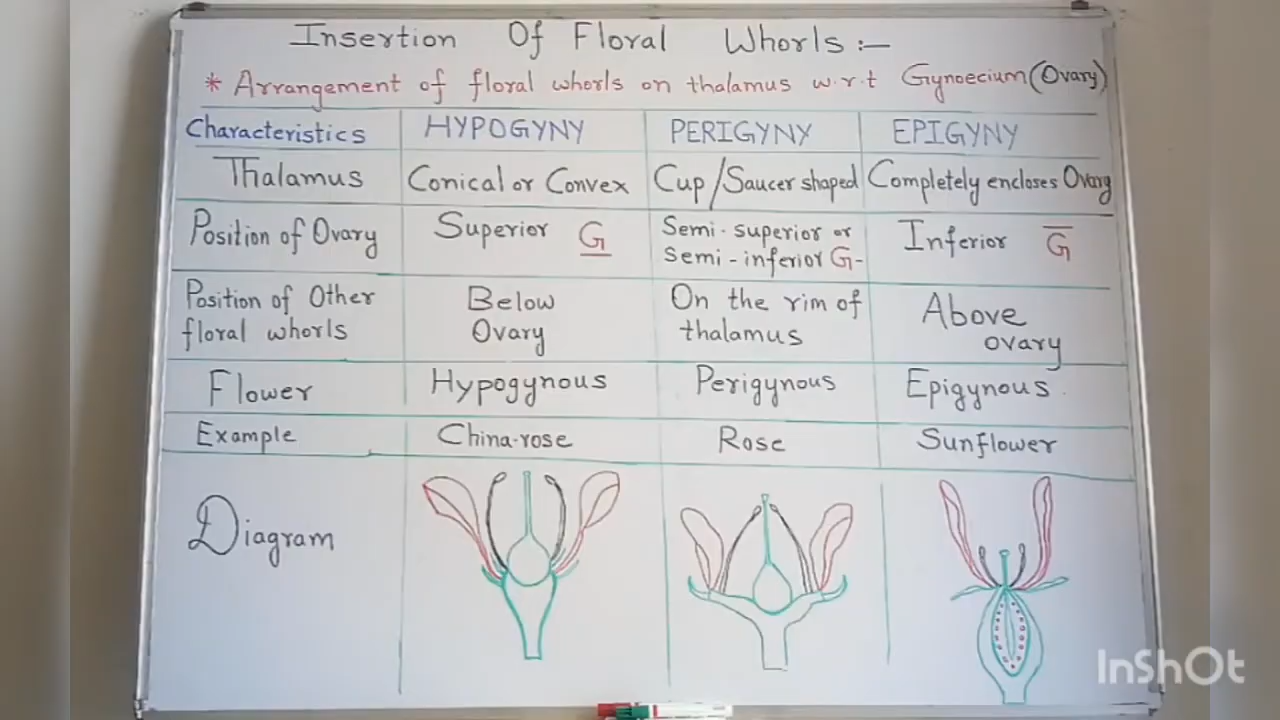 Insertion Of Floral Whorls :-
* Arrangement of floral whorls on thalamus w.r.t Gynoecium (Ovary)
Characteristics HYPOGYNY PERIGYNY EPIGYNY
Thalamus Conical or Convex Cup/Saucer shaped Completely encloses Ovary
Position of Ovary Superior G Semi-superior or Semi-inferior G- Inferior G
Position of Other floral whorls Below Ovary On the rim of thalamus Above ovary
Flower Hypogynous Perigynous Epigynous
Example China-rose Rose Sunflower
Diagram
InShOt